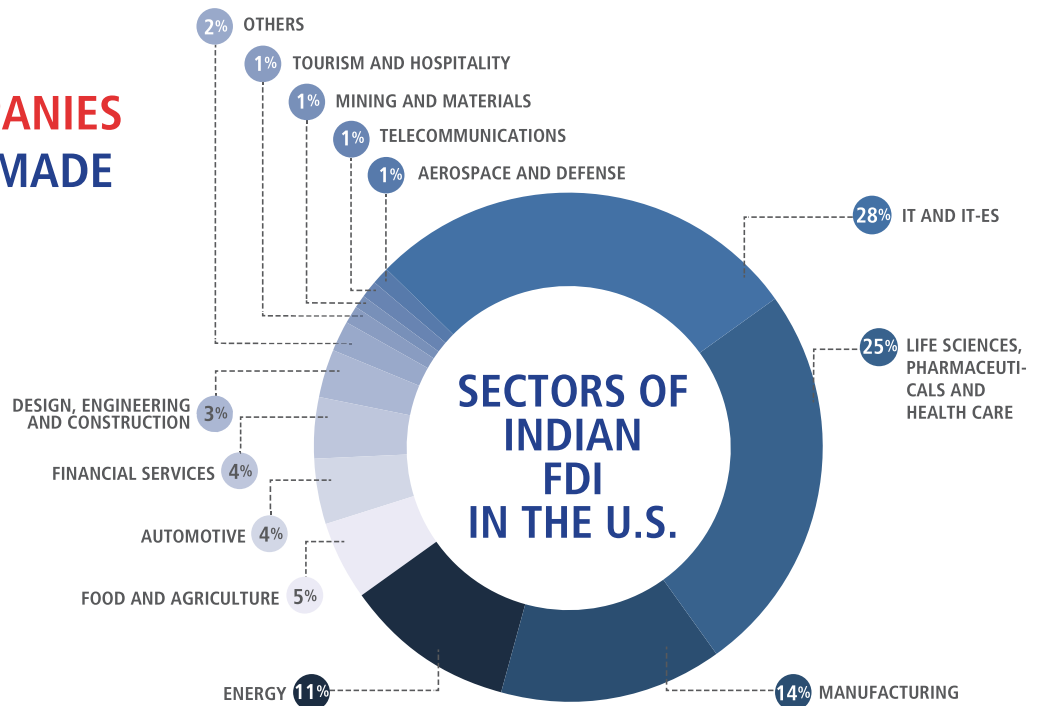 ANIES
MADE
2% OTHERS
1% TOURISM AND HOSPITALITY
1% MINING AND MATERIALS
1% TELECOMMUNICATIONS
1% AEROSPACE AND DEFENSE
28% IT AND IT-ES
25% LIFE SCIENCES,
PHARMACEUTI-
CALS AND
HEALTH CARE
SECTORS OF
INDIAN
FDI
IN THE U.S.
DESIGN, ENGINEERING
AND CONSTRUCTION 3%
FINANCIAL SERVICES 4%
AUTOMOTIVE 4%
FOOD AND AGRICULTURE 5%
ENERGY 11%
14% MANUFACTURING